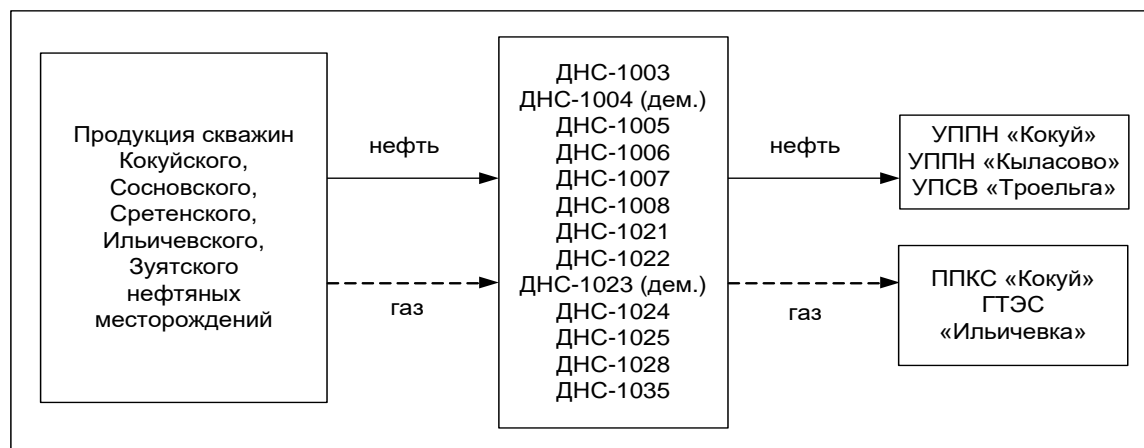 Продукция скважин
Кокуйского,
Сосновского,
Сретенского,
Ильичевского,
Зуятского
нефтяных
месторождений
нефть
газ
ДНС-1003
ДНС-1004 (дем.)
ДНС-1005
ДНС-1006
ДНС-1007
ДНС-1008
ДНС-1021
ДНС-1022
ДНС-1023 (дем.)
ДНС-1024
ДНС-1025
ДНС-1028
ДНС-1035
нефть
газ
УППН «Кокуй»
УППН «Кыласово»
УПСВ «Троельга»
ППКС «Кокуй»
ГТЭС
«Ильичевка»